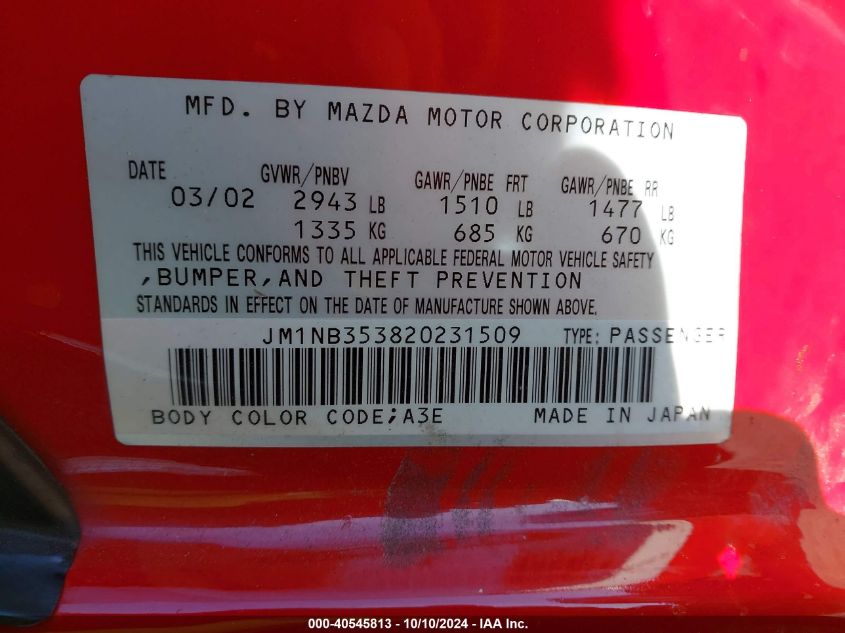 MFD. BY MAZDA MOTOR CORPORATION
DATE GVWR/PNBV GAWR/PNBE FRT GAWR/PNBE RR
03/02 2943 LB 1510 LB 1477 LB
1335 KG 685 KG 670 KG
THIS VEHICLE CONFORMS TO ALL APPLICABLE FEDERAL MOTOR VEHICLE SAFETY
,BUMPER,AND THEFT PREVENTION
STANDARDS IN EFFECT ON THE DATE OF MANUFACTURE SHOWN ABOVE.
JM1NB353820231509 TYPE: PASSENGER
BODY COLOR CODE;A3E MADE IN JAPAN
000-40545813 - 10/10/2024 - IAA Inc.